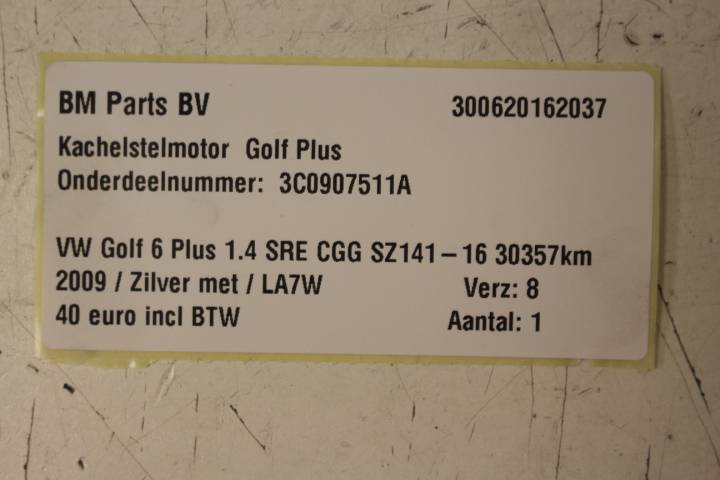 BM Parts BV 300620162037
Kachelstelmotor Golf Plus
Onderdeelnummer: 3C0907511A
VW Golf 6 Plus 1.4 SRE CGG SZ141-16 30357km
2009 / Zilver met / LA7W Verz: 8
40 euro incl BTW Aantal: 1